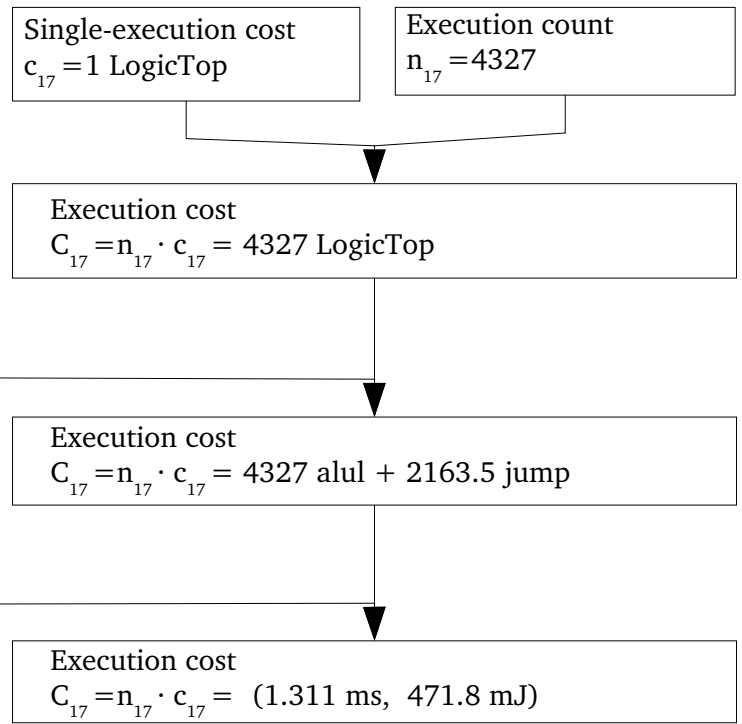 Single-execution cost
c₁₇ =1 LogicTop
Execution count
n₁₇ =4327
Execution cost
C₁₇ =n₁₇ · c₁₇ = 4327 LogicTop
Execution cost
C₁₇ =n₁₇ · c₁₇ = 4327 alul + 2163.5 jump
Execution cost
C₁₇ =n₁₇ · c₁₇ = (1.311 ms, 471.8 mJ)